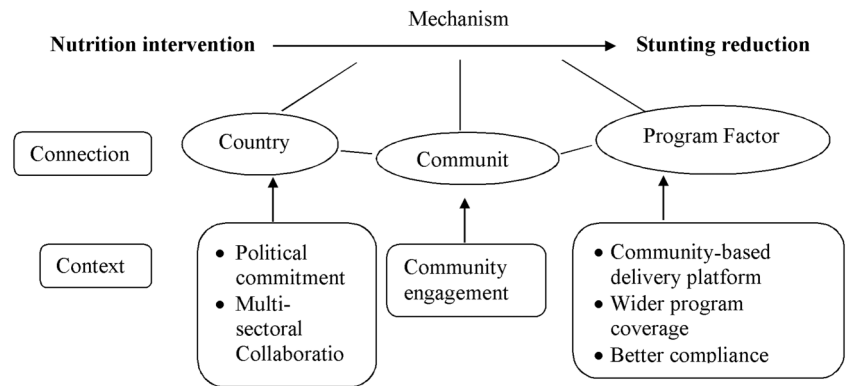 Mechanism
Nutrition intervention
Stunting reduction
Connection
Country
Communit
Program Factor
Context
• Political
commitment
• Multi-
sectoral
Collaboratio
Community
engagement
• Community-based
delivery platform
• Wider program
coverage
• Better compliance